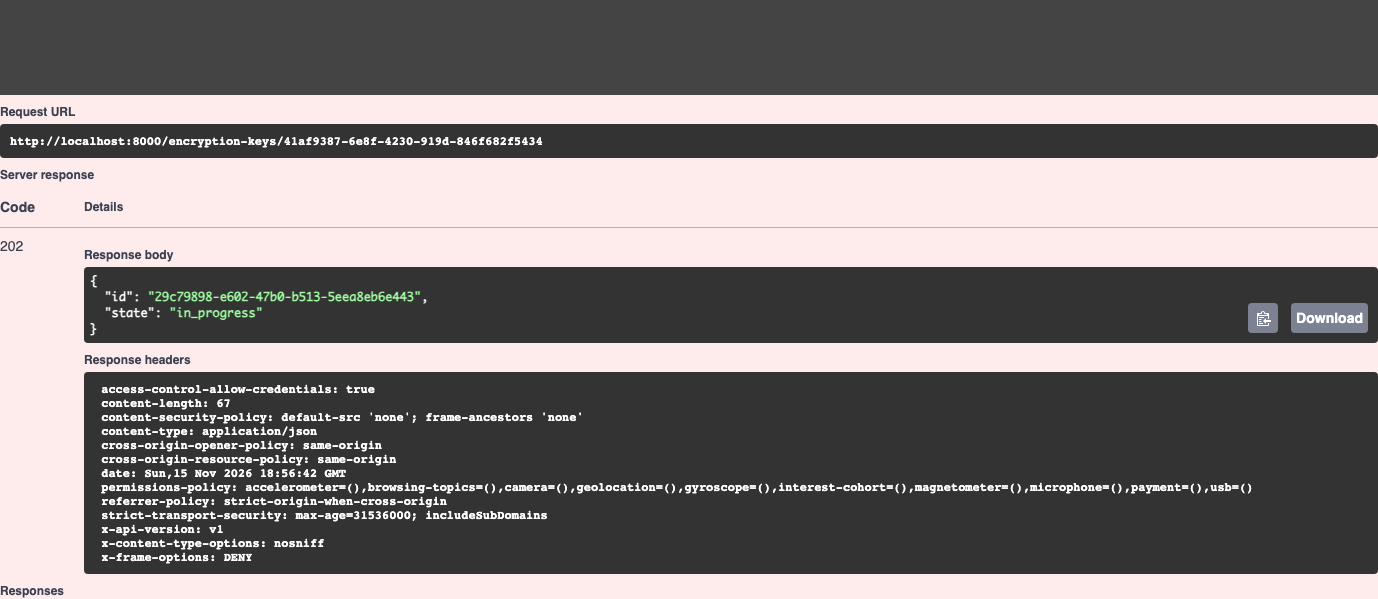 Request URL
http://localhost:8000/encryption-keys/41af9387-6e8f-4230-919d-846f682f5434
Server response
Code Details
202
Response body
{
  "id": "29c79898-e602-47b0-b513-5eea8eb6e443",
  "state": "in_progress"
}
Download
Response headers
access-control-allow-credentials: true
content-length: 67
content-security-policy: default-src 'none'; frame-ancestors 'none'
content-type: application/json
cross-origin-opener-policy: same-origin
cross-origin-resource-policy: same-origin
date: Sun,15 Nov 2026 18:56:42 GMT
permissions-policy: accelerometer=(),browsing-topics=(),camera=(),geolocation=(),gyroscope=(),interest-cohort=(),magnetometer=(),microphone=(),payment=(),usb=()
referrer-policy: strict-origin-when-cross-origin
strict-transport-security: max-age=31536000; includeSubDomains
x-api-version: v1
x-content-type-options: nosniff
x-frame-options: DENY
Responses